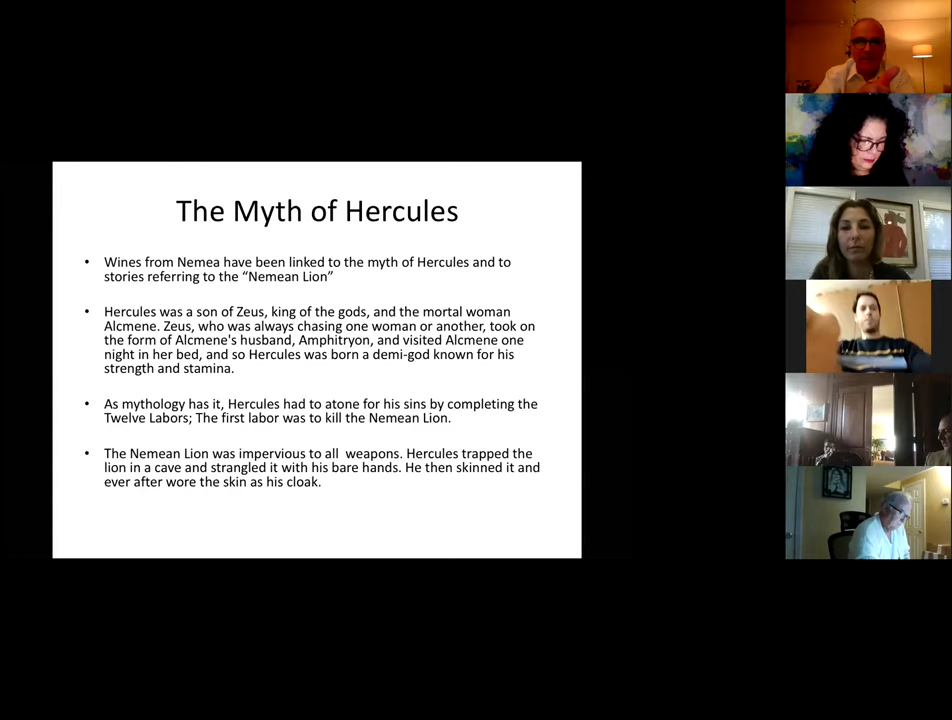 The Myth of Hercules
• Wines from Nemea have been linked to the myth of Hercules and to
stories referring to the “Nemean Lion”
• Hercules was a son of Zeus, king of the gods, and the mortal woman
Alcmene. Zeus, who was always chasing one woman or another, took on
the form of Alcmene's husband, Amphitryon, and visited Alcmene one
night in her bed, and so Hercules was born a demi-god known for his
strength and stamina.
• As mythology has it, Hercules had to atone for his sins by completing the
Twelve Labors; The first labor was to kill the Nemean Lion.
• The Nemean Lion was impervious to all  weapons. Hercules trapped the
lion in a cave and strangled it with his bare hands. He then skinned it and
ever after wore the skin as his cloak.